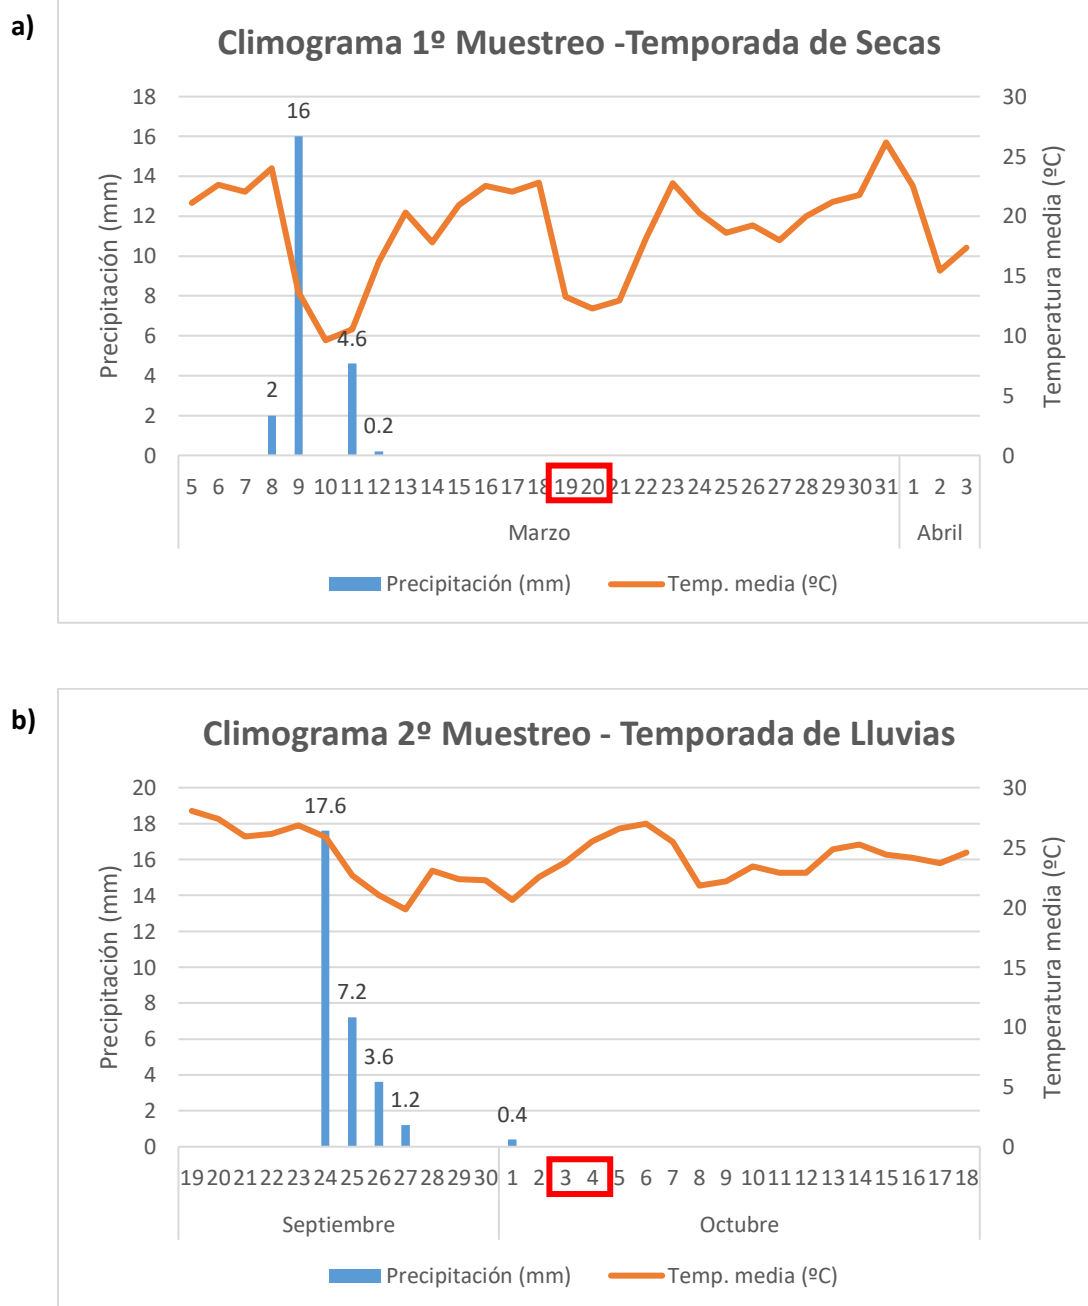 a)
Climograma 1º Muestreo -Temporada de Secas
18 16 14 12 10 8 6 4 2 0
Precipitación (mm)
16
4.6
2
0.2
30 25 20 15 10 5 0
Temperatura media (ºC)
5 6 7 8 9 10 11 12 13 14 15 16 17 18 19 20 21 22 23 24 25 26 27 28 29 30 31 1 2 3
Marzo Abril
Precipitación (mm) Temp. media (ºC)
b)
Climograma 2º Muestreo - Temporada de Lluvias
20 18 16 14 12 10 8 6 4 2 0
Precipitación (mm)
17.6
7.2
3.6
1.2
0.4
30 25 20 15 10 5 0
Temperatura media (ºC)
19 20 21 22 23 24 25 26 27 28 29 30 1 2 3 4 5 6 7 8 9 10 11 12 13 14 15 16 17 18
Septiembre Octubre
Precipitación (mm) Temp. media (ºC)